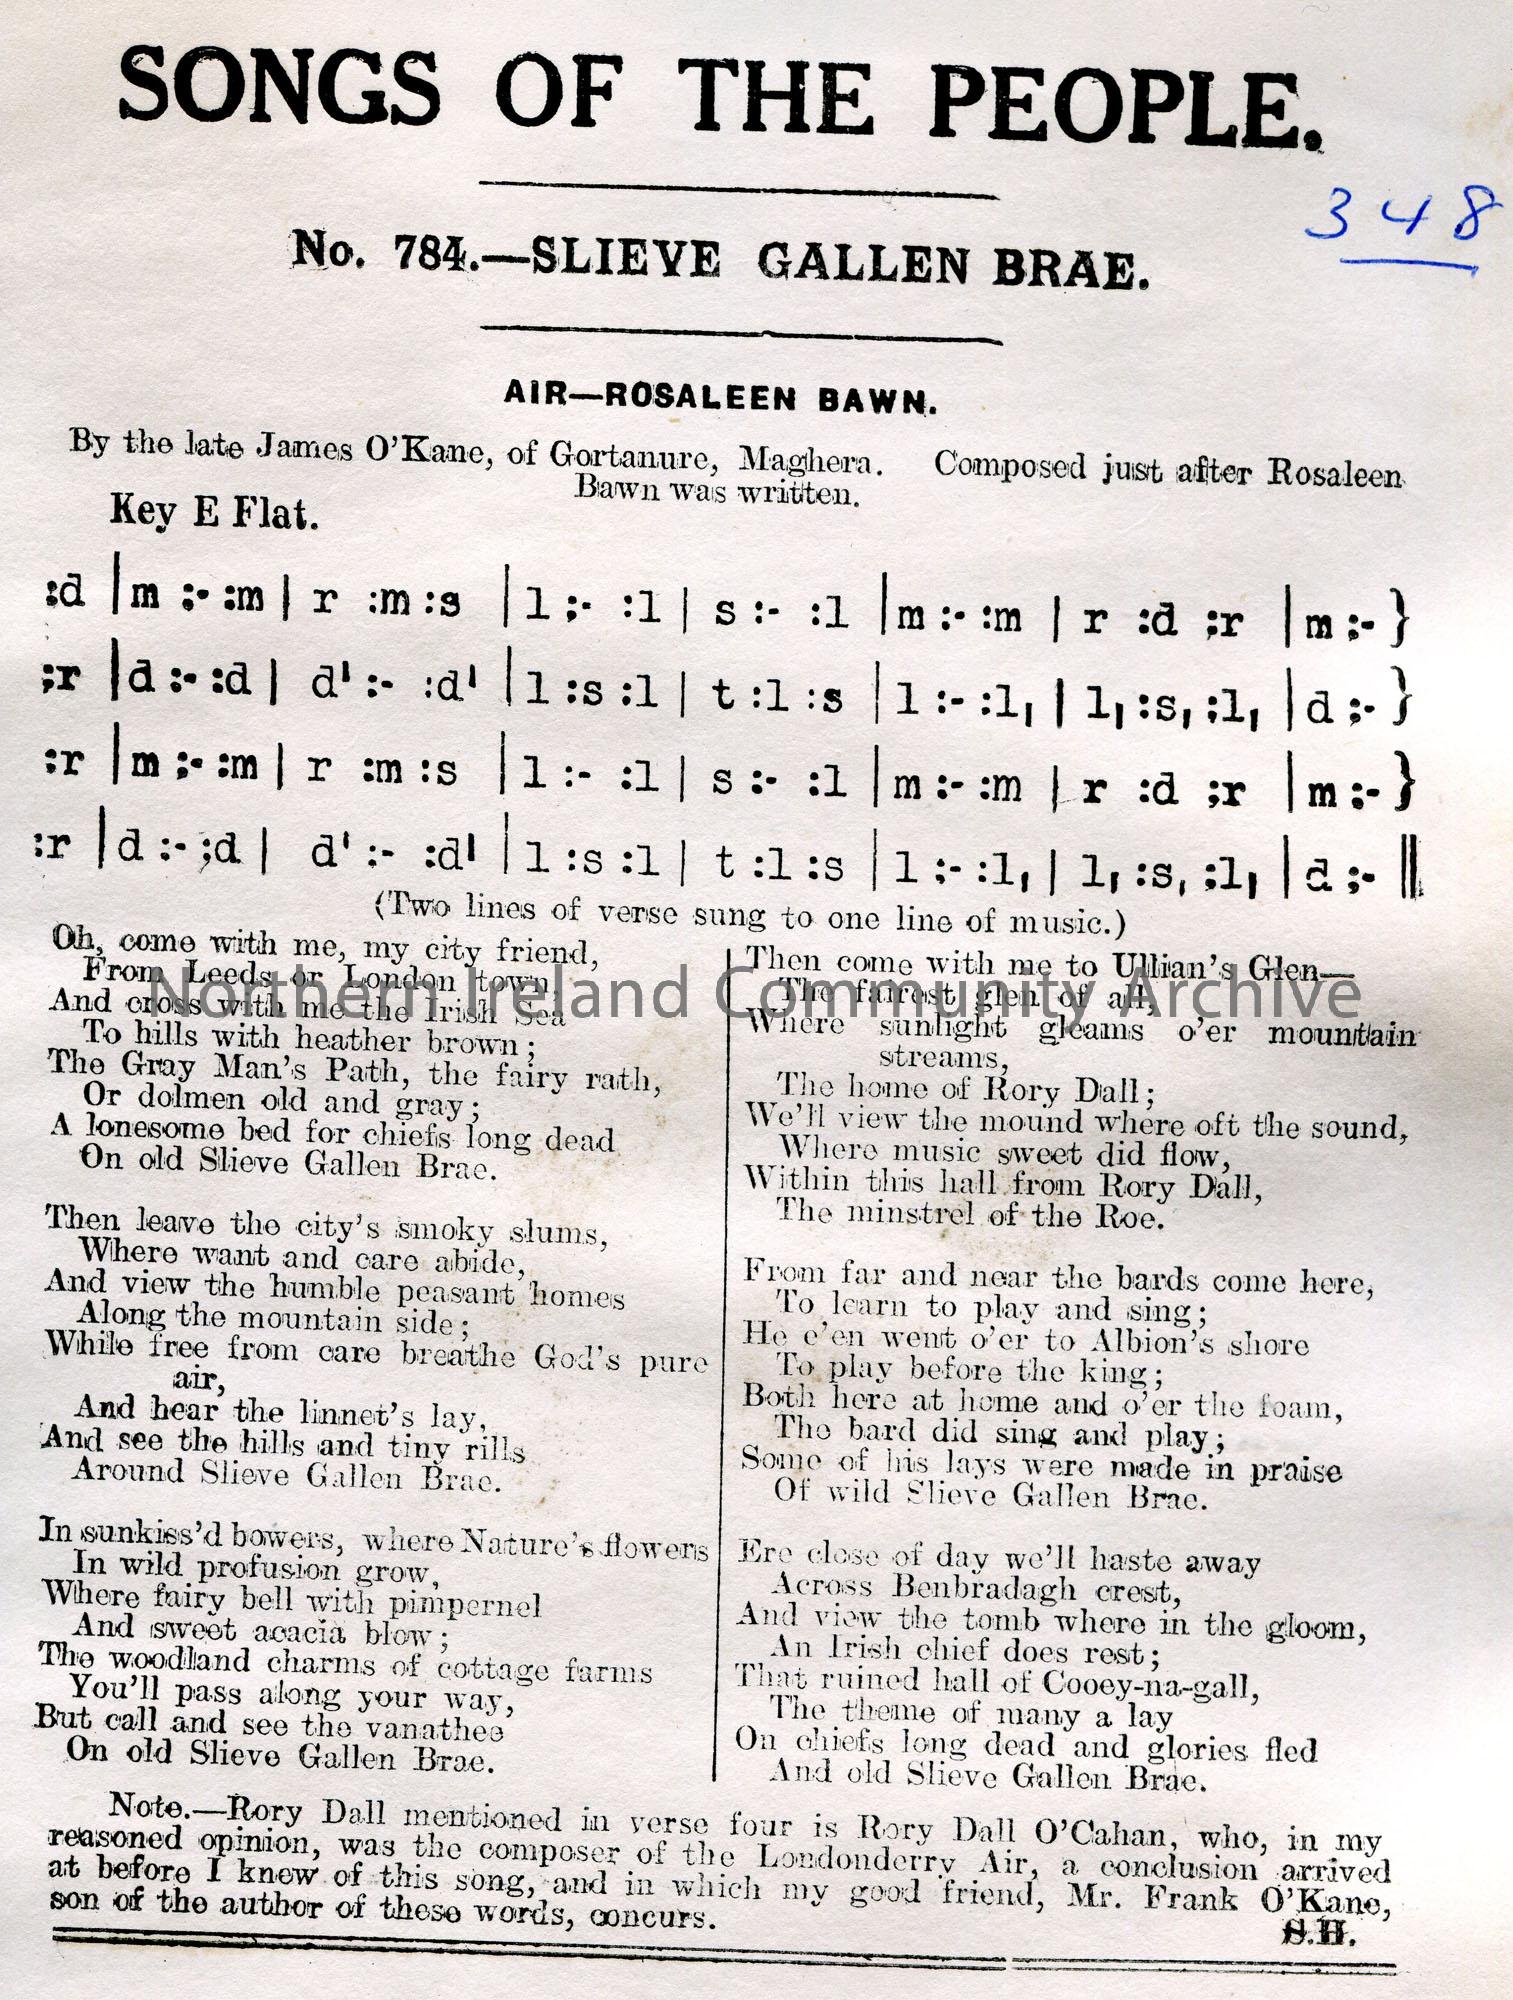 SONGS OF THE PEOPLE.
348
No. 784.—SLIEVE GALLEN BRAE.
AIR—ROSALEEN BAWN.
By the late James O'Kane, of Gortanure, Maghera. Composed just after Rosaleen
Bawn was written.
Key E Flat.
:d |m :- :m | r :m :s |l :- :l | s :- :l |m :- :m | r :d :r |m :- }
:r |d :- :d | d' :- :d' |l :s :l | t :l :s |l :- :l, | l, :s, :l, |d :- }
:r |m :- :m | r :m :s |l :- :l | s :- :l |m :- :m | r :d :r |m :- }
:r |d :- :d | d' :- :d' |l :s :l | t :l :s |l :- :l, | l, :s, :l, |d :- ||
(Two lines of verse sung to one line of music.)
Oh, come with me, my city friend,
From Leeds or London town,
And cross with me the Irish Sea
To hills with heather brown;
The Gray Man's Path, the fairy rath,
Or dolmen old and gray;
A lonesome bed for chiefs long dead
On old Slieve Gallen Brae.
Then leave the city's smoky slums,
Where want and care abide,
And view the humble peasant homes
Along the mountain side;
While free from care breathe God's pure
air,
And hear the linnet's lay,
And see the hills and tiny rills
Around Slieve Gallen Brae.
In sunkiss'd bowers, where Nature's flowers
In wild profusion grow,
Where fairy bell with pimpernel
And sweet acacia blow;
The woodland charms of cottage farms
You'll pass along your way,
But call and see the vanathee
On old Slieve Gallen Brae.
Then come with me to Ullian's Glen—
The fairest glen of all,
Where sunlight gleams o'er mountain
streams,
The home of Rory Dall;
We'll view the mound where oft the sound,
Where music sweet did flow,
Within this hall from Rory Dall,
The minstrel of the Roe.
From far and near the bards come here,
To learn to play and sing;
He e'en went o'er to Albion's shore
To play before the king;
Both here at home and o'er the foam,
The bard did sing and play;
Some of his lays were made in praise
Of wild Slieve Gallen Brae.
Ere close of day we'll haste away
Across Benbradagh crest,
And view the tomb where in the gloom,
An Irish chief does rest;
That ruined hall of Cooey-na-gall,
The theme of many a lay
On chiefs long dead and glories fled
And old Slieve Gallen Brae.
Note.—Rory Dall mentioned in verse four is Rory Dall O'Cahan, who, in my
reasoned opinion, was the composer of the Londonderry Air, a conclusion arrived
at before I knew of this song, and in which my good friend, Mr. Frank O'Kane,
son of the author of these words, concurs.
S.H.
Northern Ireland Community Archive